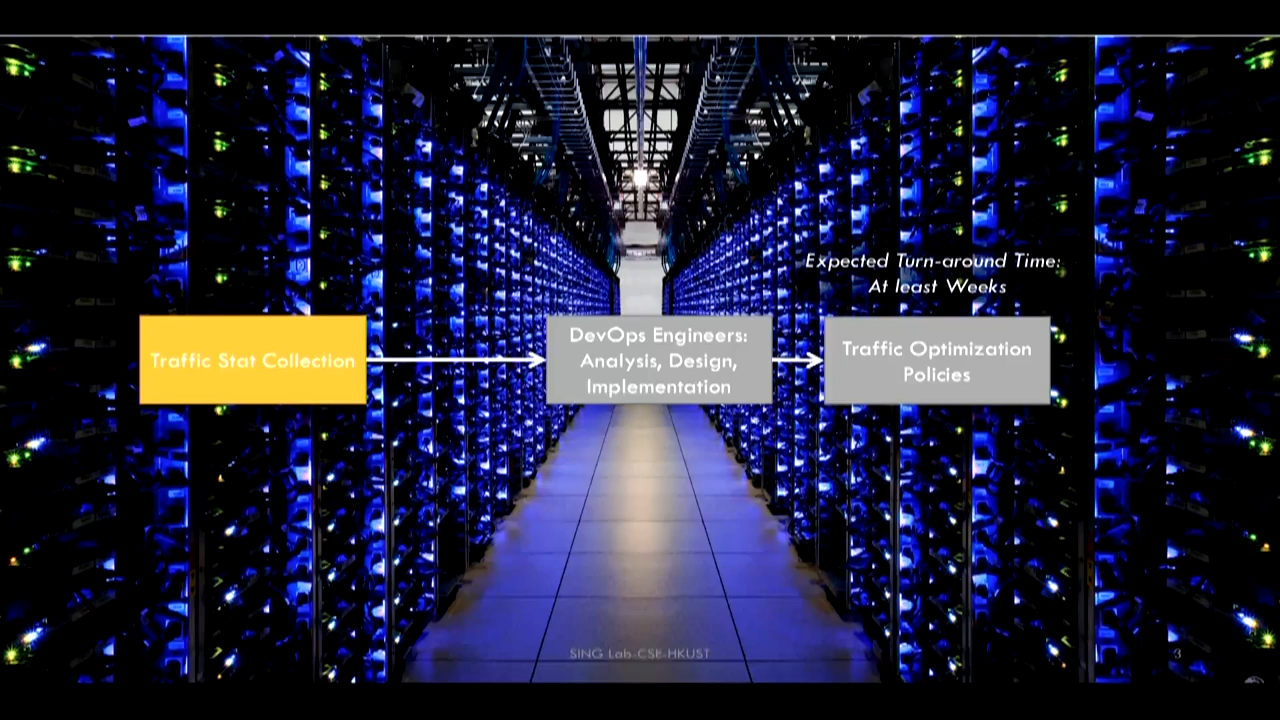 Expected Turn-around Time:
At least Weeks
Traffic Stat Collection
DevOps Engineers:
Analysis, Design,
Implementation
Traffic Optimization
Policies
SING Lab-CSE-HKUST
3